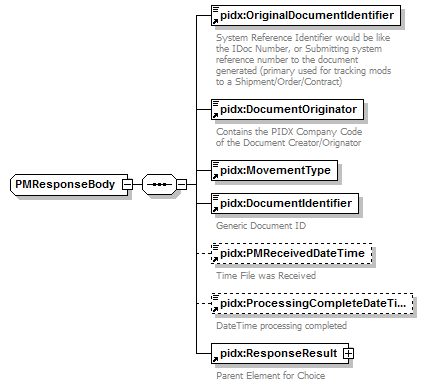 pidx:OriginalDocumentIdentifier
System Reference Identifier would be like
the IDoc Number, or Submitting system
reference number to the document
generated (primary used for tracking mods
to a Shipment/Order/Contract)
pidx:DocumentOriginator
Contains the PIDX Company Code
of the Document Creator/Orignator
PMResponseBody
pidx:MovementType
pidx:DocumentIdentifier
Generic Document ID
pidx:PMReceivedDateTime
Time File was Received
pidx:ProcessingCompleteDateTi...
DateTime processing completed
pidx:ResponseResult
Parent Element for Choice